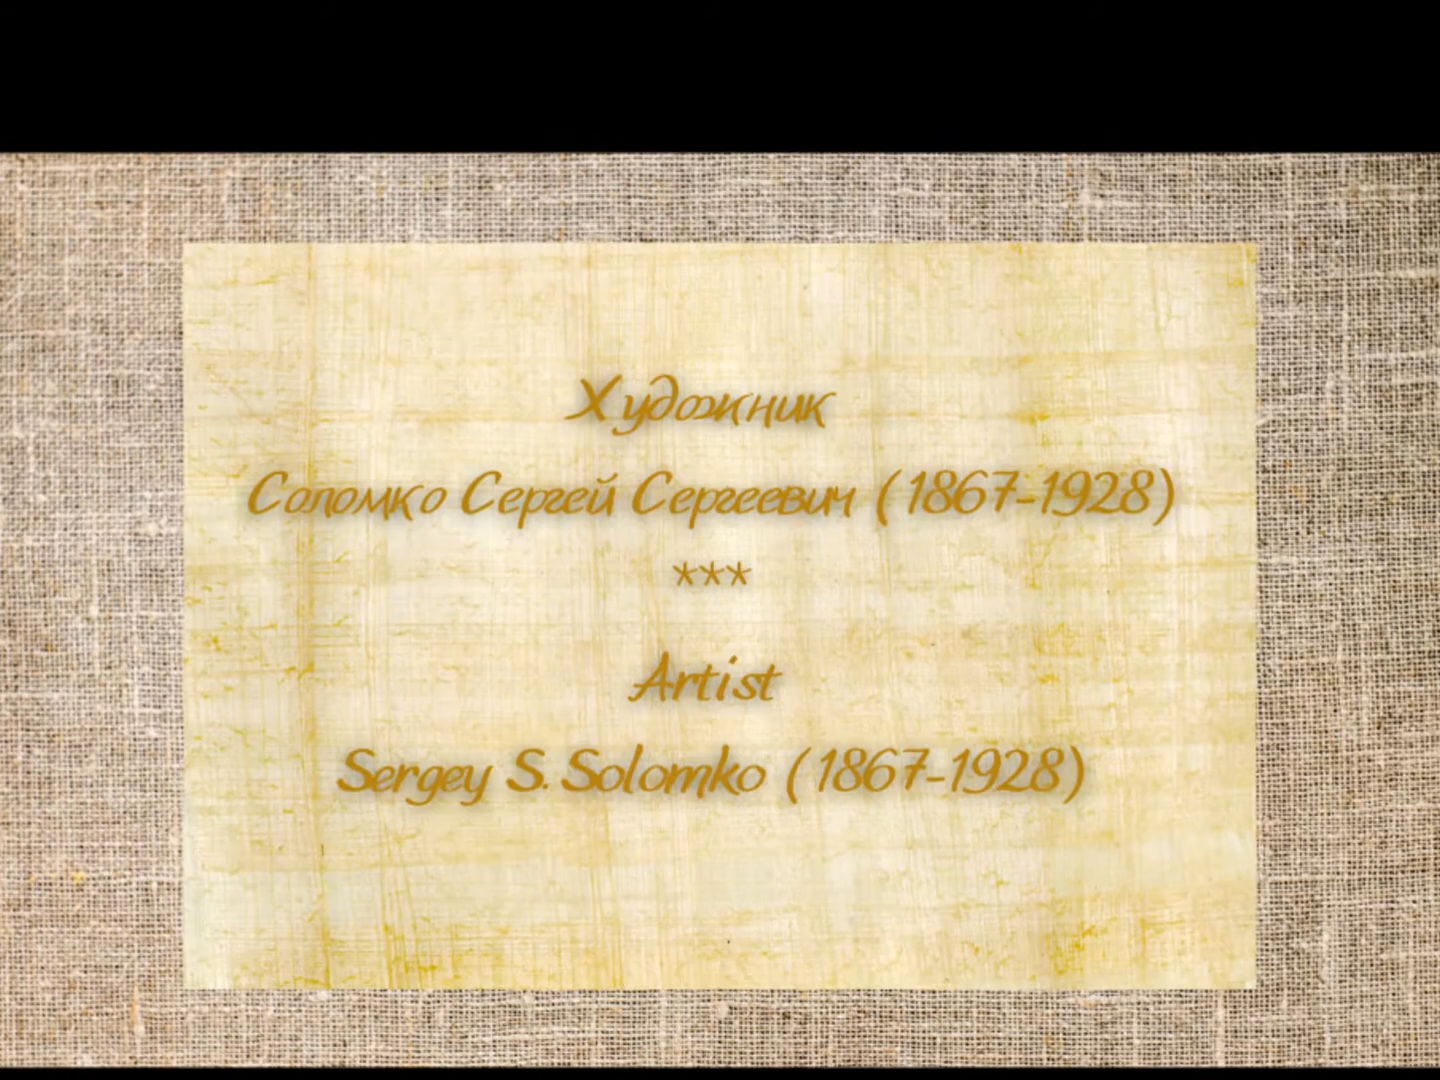 Художник
Соломко Сергей Сергеевич (1867-1928)
***
Artist
Sergey S. Solomko (1867-1928)